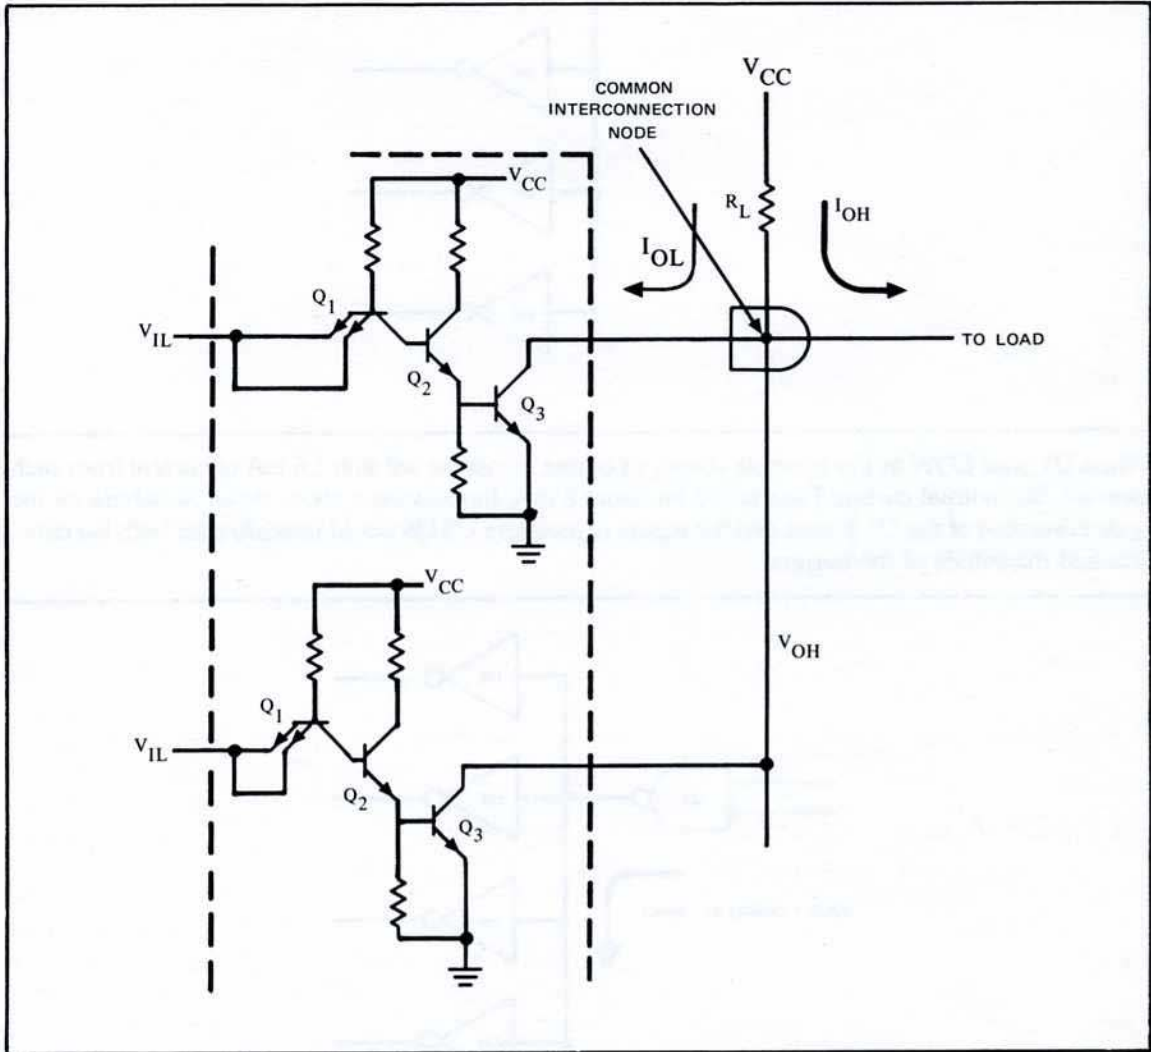 COMMON
INTERCONNECTION
NODE
VCC
VCC
RL
IOH
IOL
Q1
VIL
TO LOAD
Q2
Q3
VCC
VOH
Q1
VIL
Q2
Q3